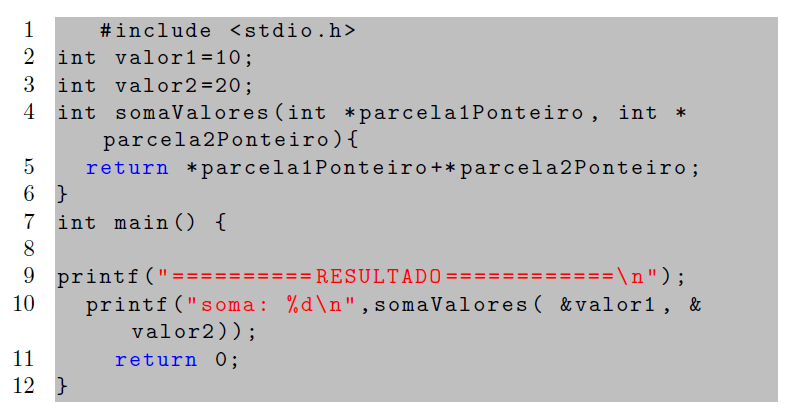 1 #include <stdio.h>
2 int valor1=10;
3 int valor2=20;
4 int somaValores(int *parcela1Ponteiro, int *
parcela2Ponteiro){
5 return *parcela1Ponteiro+*parcela2Ponteiro;
6 }
7 int main() {
8
9 printf("==========RESULTADO============\n");
10 printf("soma: %d\n",somaValores( &valor1, &
valor2));
11 return 0;
12 }